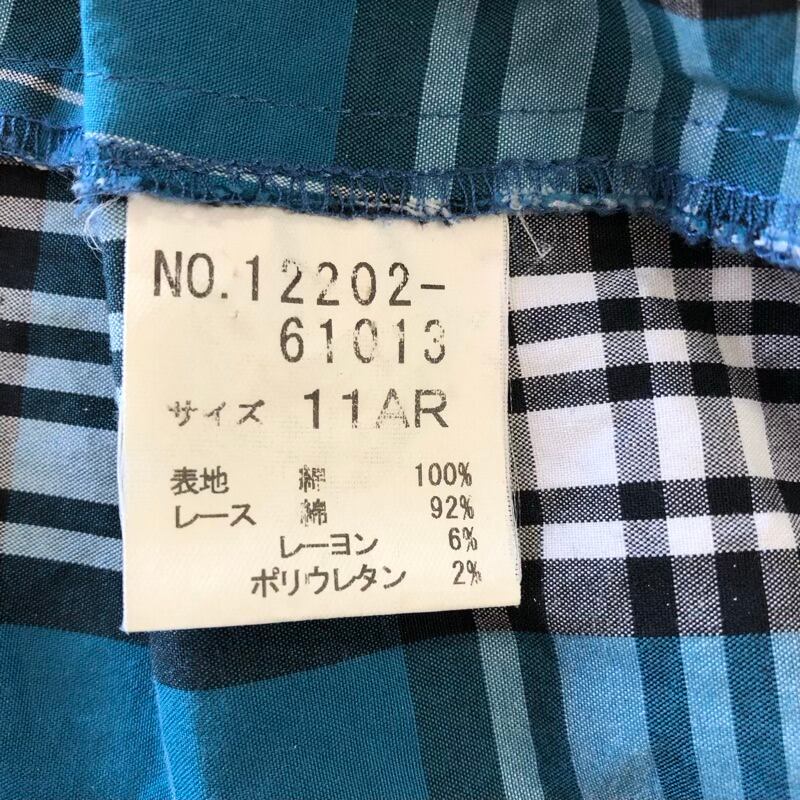 NO.12202-
61013
サイズ 11AR
表地 綿 100%
レース 綿 92%
レーヨン 6%
ポリウレタン 2%